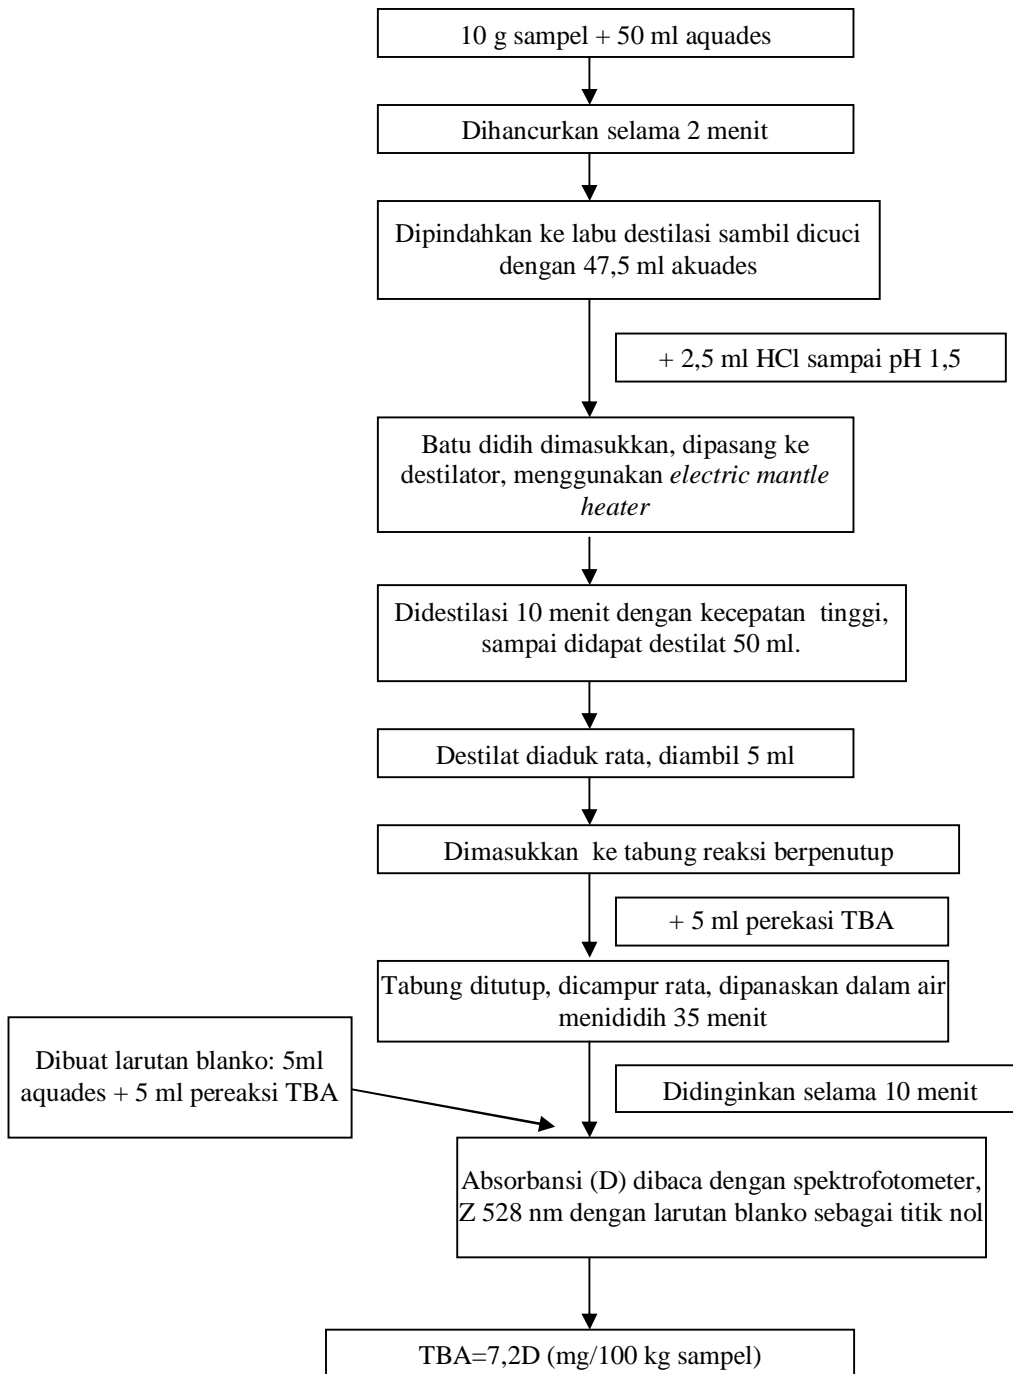 10 g sampel + 50 ml aquades
Dihancurkan selama 2 menit
Dipindahkan ke labu destilasi sambil dicuci
dengan 47,5 ml akuades
+ 2,5 ml HCl sampai pH 1,5
Batu didih dimasukkan, dipasang ke
destilator, menggunakan electric mantle
heater
Didestilasi 10 menit dengan kecepatan tinggi,
sampai didapat destilat 50 ml.
Destilat diaduk rata, diambil 5 ml
Dimasukkan ke tabung reaksi berpenutup
+ 5 ml perekasi TBA
Tabung ditutup, dicampur rata, dipanaskan dalam air
menididih 35 menit
Dibuat larutan blanko: 5ml
aquades + 5 ml pereaksi TBA
Didinginkan selama 10 menit
Absorbansi (D) dibaca dengan spektrofotometer,
Z 528 nm dengan larutan blanko sebagai titik nol
TBA=7,2D (mg/100 kg sampel)